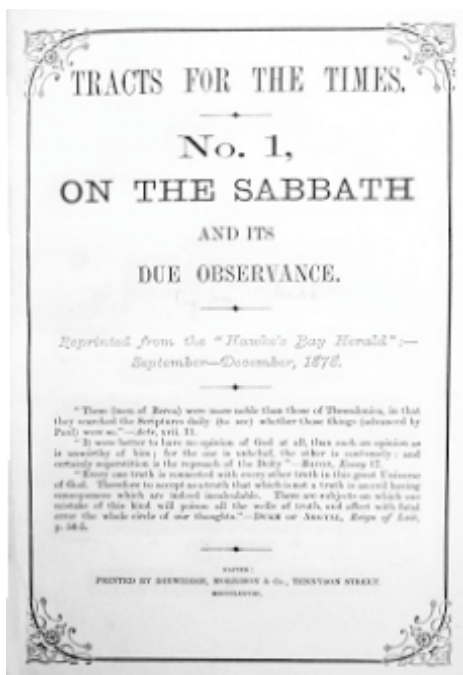 TRACTS FOR THE TIMES.
No. 1,
ON THE SABBATH
AND ITS
DUE OBSERVANCE.
Reprinted from the "Hawke's Bay Herald":—
September—December, 1878.
"These (men of Berea) were more noble than those of Thessalonica, in that
they searched the Scriptures daily (to see) whether those things (advanced by
Paul) were so."—Acts, xvii. 11.
"It were better to have no opinion of God at all, than such an opinion as
is unworthy of him; for the one is unbelief, the other is contumely: and
certainly superstition is the reproach of the Deity"—Bacon, Essay 17.
"Every one truth is connected with every other truth in this great Universe
of God. Therefore to accept as a truth that which is not a truth is an evil having
consequences which are indeed incalculable. There are subjects on which one
mistake of this kind will poison all the wells of truth, and affect with fatal
error the whole circle of our thoughts."—Duke of Argyll, Reign of Law,
p.
NAPIER:
PRINTED BY DINWIDDIE, MORRISON & Co., TENNYSON STREET.